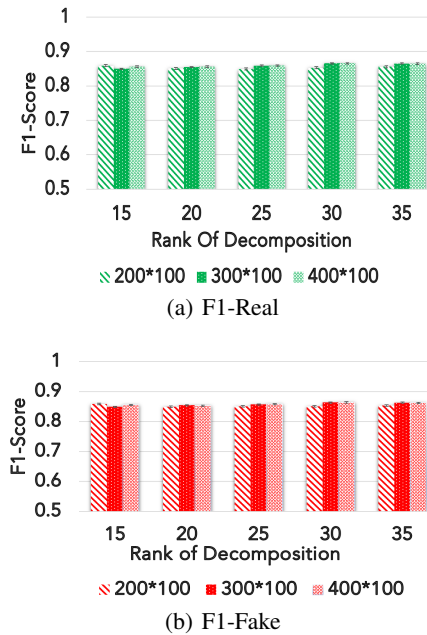 1
0.9
0.8
0.7
0.6
0.5
F1-Score
15 20 25 30 35
Rank Of Decomposition
200*100 300*100 400*100
(a) F1-Real
1
0.9
0.8
0.7
0.6
0.5
F1-Score
15 20 25 30 35
Rank of Decomposition
200*100 300*100 400*100
(b) F1-Fake